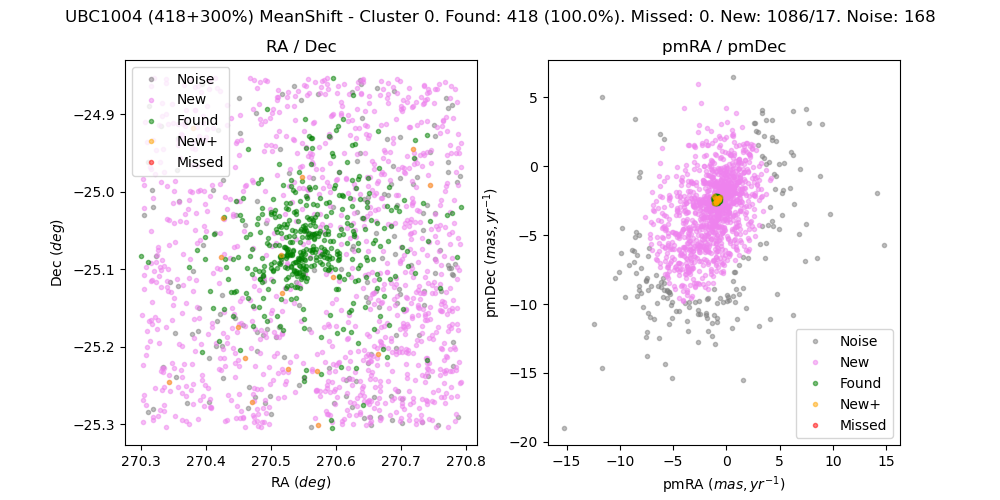 UBC1004 (418+300%) MeanShift - Cluster 0. Found: 418 (100.0%). Missed: 0. New: 1086/17. Noise: 168
RA / Dec
pmRA / pmDec
Noise
New
Found
New+
Missed
−24.9
−25.0
−25.1
−25.2
−25.3
Dec (deg)
270.3 270.4 270.5 270.6 270.7 270.8
RA (deg)
5
0
−5
−10
−15
−20
pmDec (mas, yr⁻¹)
Noise
New
Found
New+
Missed
−15 −10 −5 0 5 10 15
pmRA (mas, yr⁻¹)